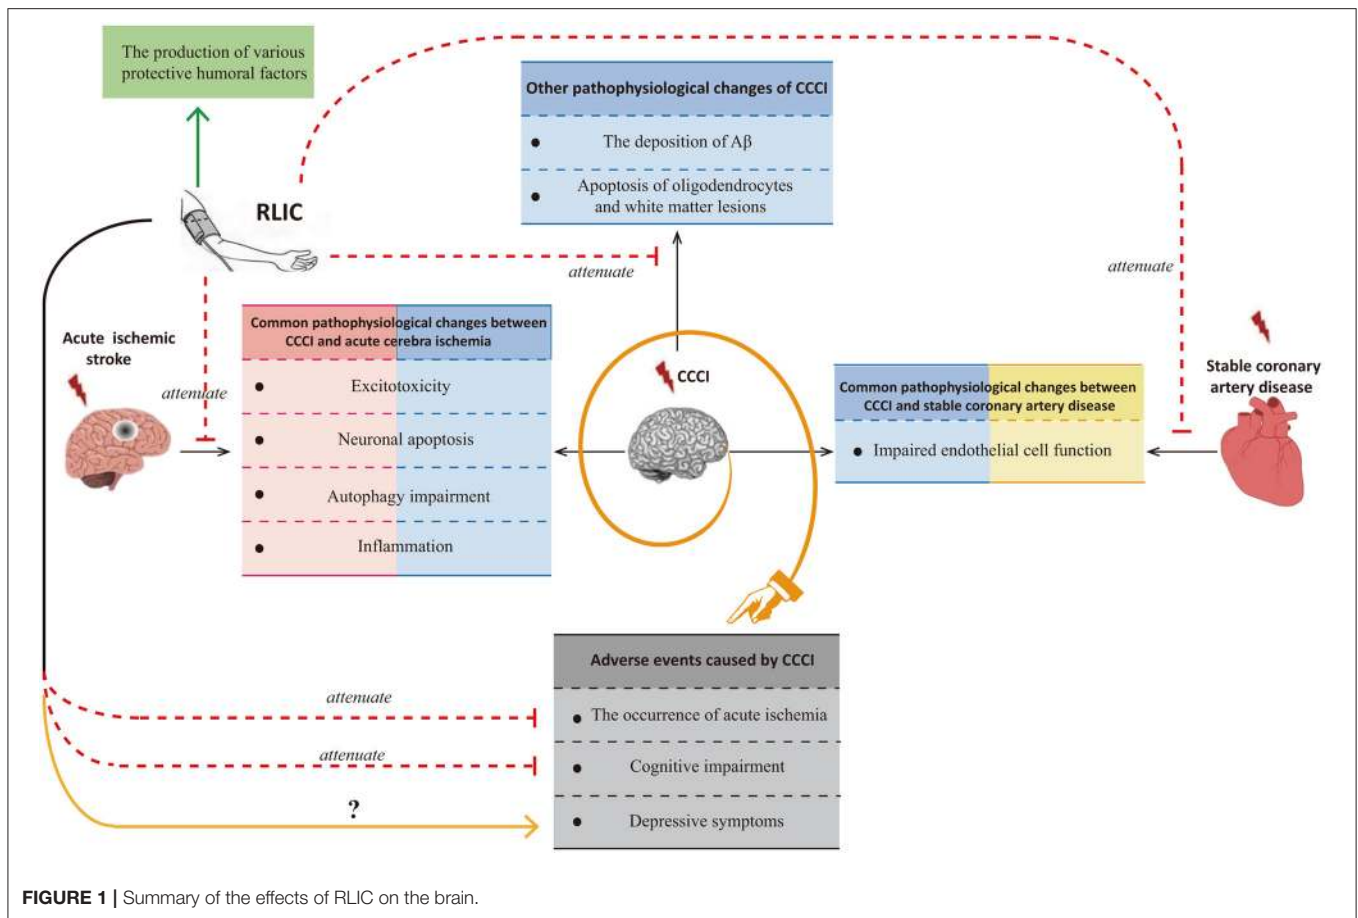 The production of various
protective humoral factors
RLIC
Other pathophysiological changes of CCCI
● The deposition of Aβ
● Apoptosis of oligodendrocytes
and white matter lesions
attenuate
attenuate
Acute ischemic
stroke
attenuate
Common pathophysiological changes between
CCCI and acute cerebra ischemia
● Excitotoxicity
● Neuronal apoptosis
● Autophagy impairment
● Inflammation
CCCI
Common pathophysiological changes between
CCCI and stable coronary artery disease
● Impaired endothelial cell function
Stable coronary
artery disease
Adverse events caused by CCCI
● The occurrence of acute ischemia
● Cognitive impairment
● Depressive symptoms
attenuate
attenuate
?
FIGURE 1 | Summary of the effects of RLIC on the brain.